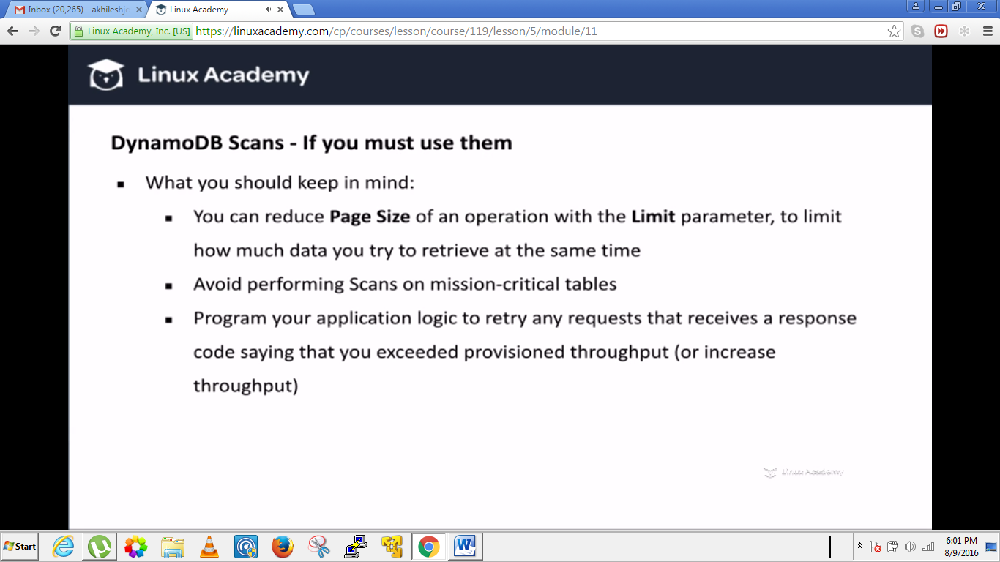 Inbox (20,265) - akhileshjc
Linux Academy
Linux Academy, Inc. [US]
https://linuxacademy.com/cp/courses/lesson/course/119/lesson/5/module/11
Linux Academy
DynamoDB Scans - If you must use them
What you should keep in mind:
You can reduce Page Size of an operation with the Limit parameter, to limit
how much data you try to retrieve at the same time
Avoid performing Scans on mission-critical tables
Program your application logic to retry any requests that receives a response
code saying that you exceeded provisioned throughput (or increase
throughput)
Linux Academy
Start
6:01 PM
8/9/2016